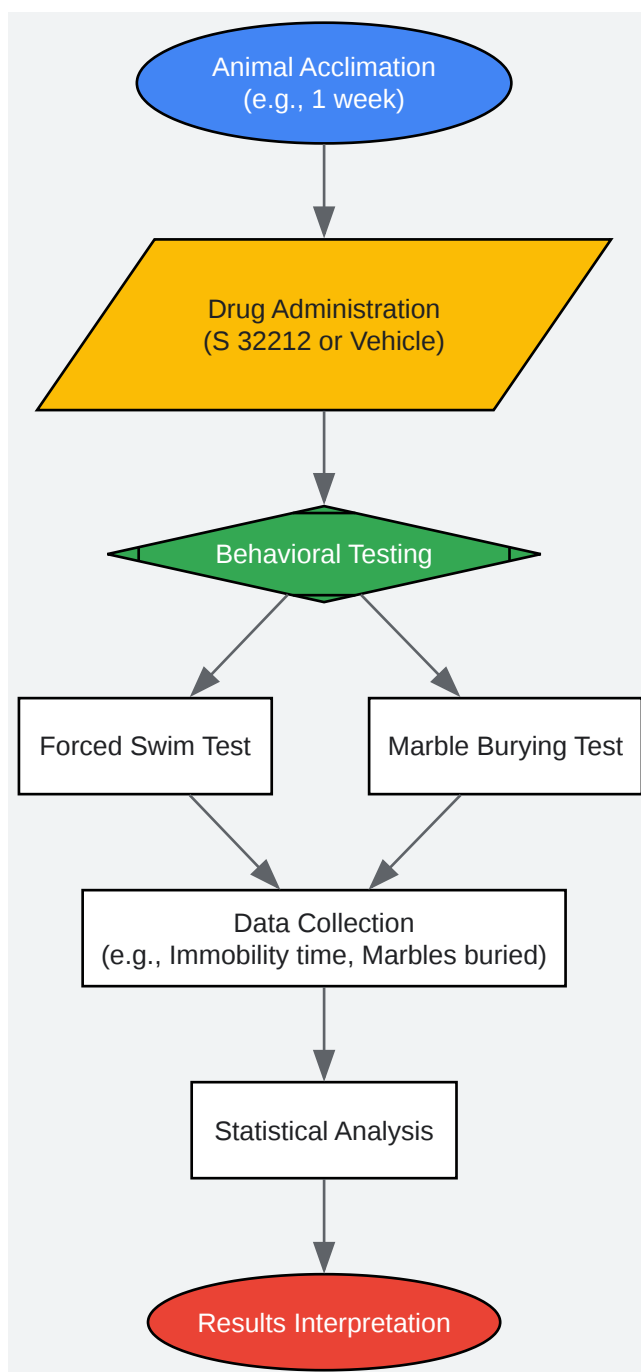 Animal Acclimation
(e.g., 1 week)
Drug Administration
(S 32212 or Vehicle)
Behavioral Testing
Forced Swim Test
Marble Burying Test
Data Collection
(e.g., Immobility time, Marbles buried)
Statistical Analysis
Results Interpretation